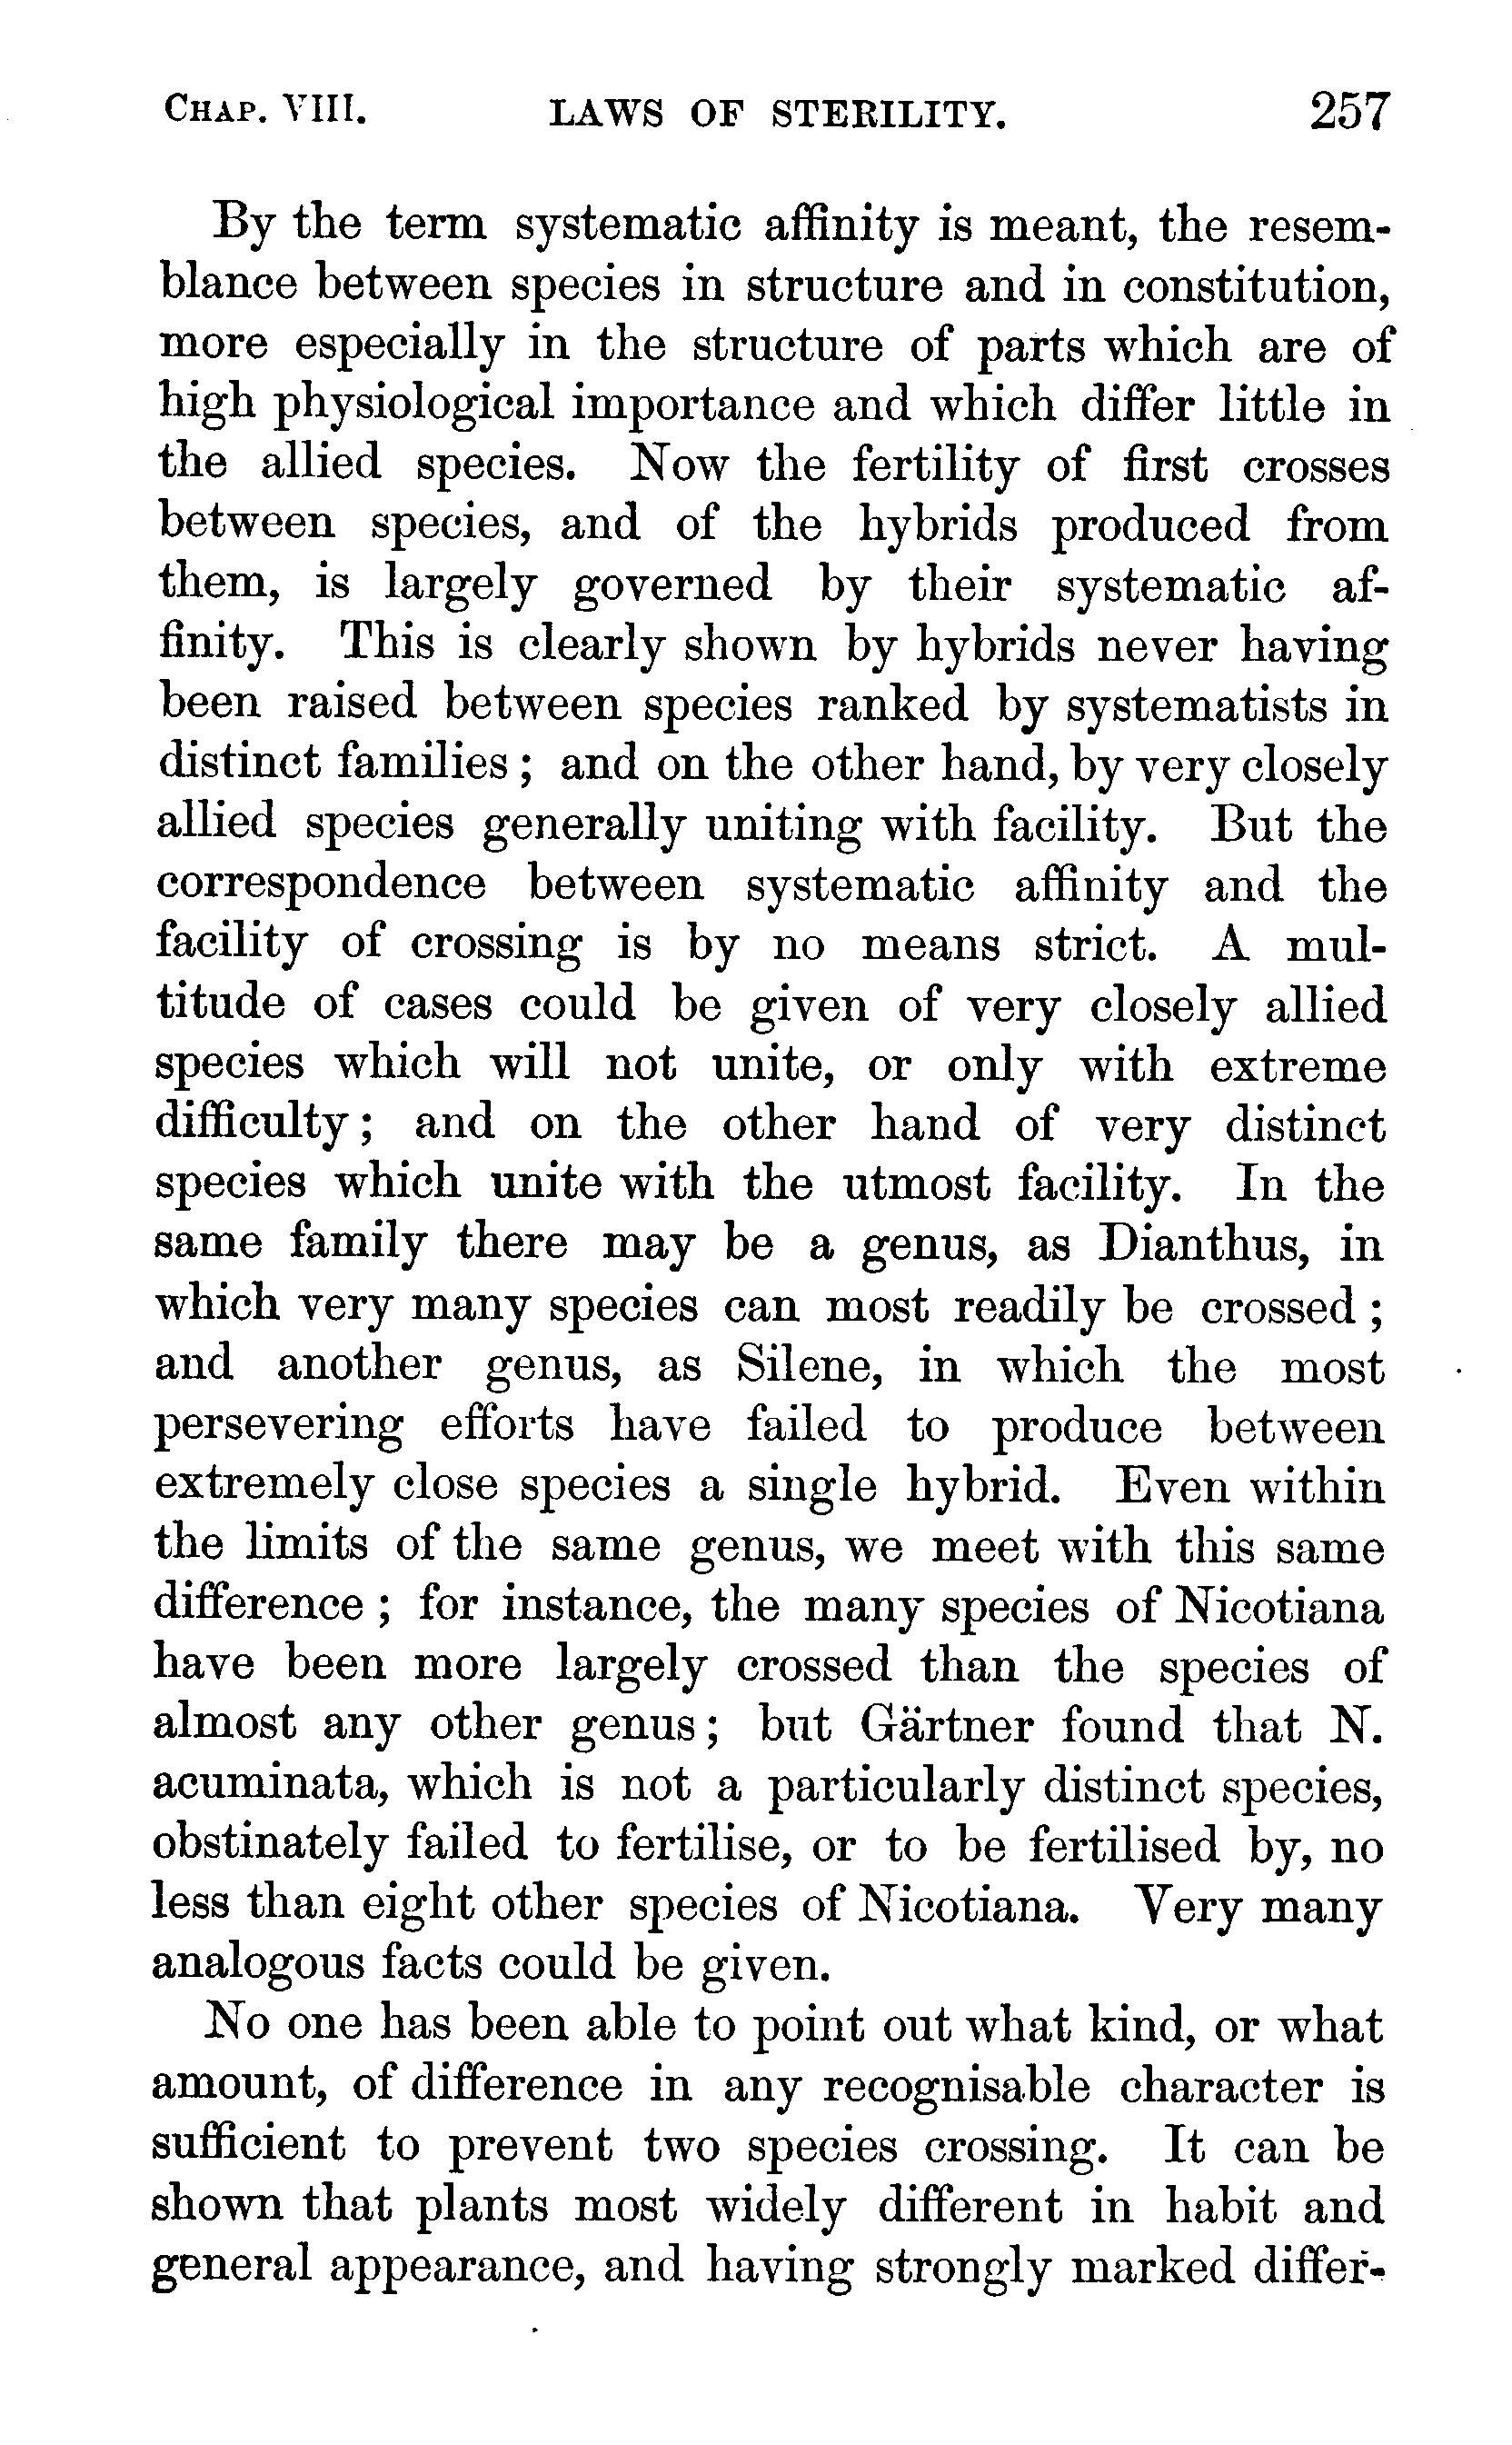 CHAP. VIII. LAWS OF STERILITY. 257
By the term systematic affinity is meant, the resem-
blance between species in structure and in constitution,
more especially in the structure of parts which are of
high physiological importance and which differ little in
the allied species. Now the fertility of first crosses
between species, and of the hybrids produced from
them, is largely governed by their systematic af-
finity. This is clearly shown by hybrids never having
been raised between species ranked by systematists in
distinct families; and on the other hand, by very closely
allied species generally uniting with facility. But the
correspondence between systematic affinity and the
facility of crossing is by no means strict. A mul-
titude of cases could be given of very closely allied
species which will not unite, or only with extreme
difficulty; and on the other hand of very distinct
species which unite with the utmost facility. In the
same family there may be a genus, as Dianthus, in
which very many species can most readily be crossed;
and another genus, as Silene, in which the most
persevering efforts have failed to produce between
extremely close species a single hybrid. Even within
the limits of the same genus, we meet with this same
difference; for instance, the many species of Nicotiana
have been more largely crossed than the species of
almost any other genus; but Gärtner found that N.
acuminata, which is not a particularly distinct species,
obstinately failed to fertilise, or to be fertilised by, no
less than eight other species of Nicotiana. Very many
analogous facts could be given.
No one has been able to point out what kind, or what
amount, of difference in any recognisable character is
sufficient to prevent two species crossing. It can be
shown that plants most widely different in habit and
general appearance, and having strongly marked differ-